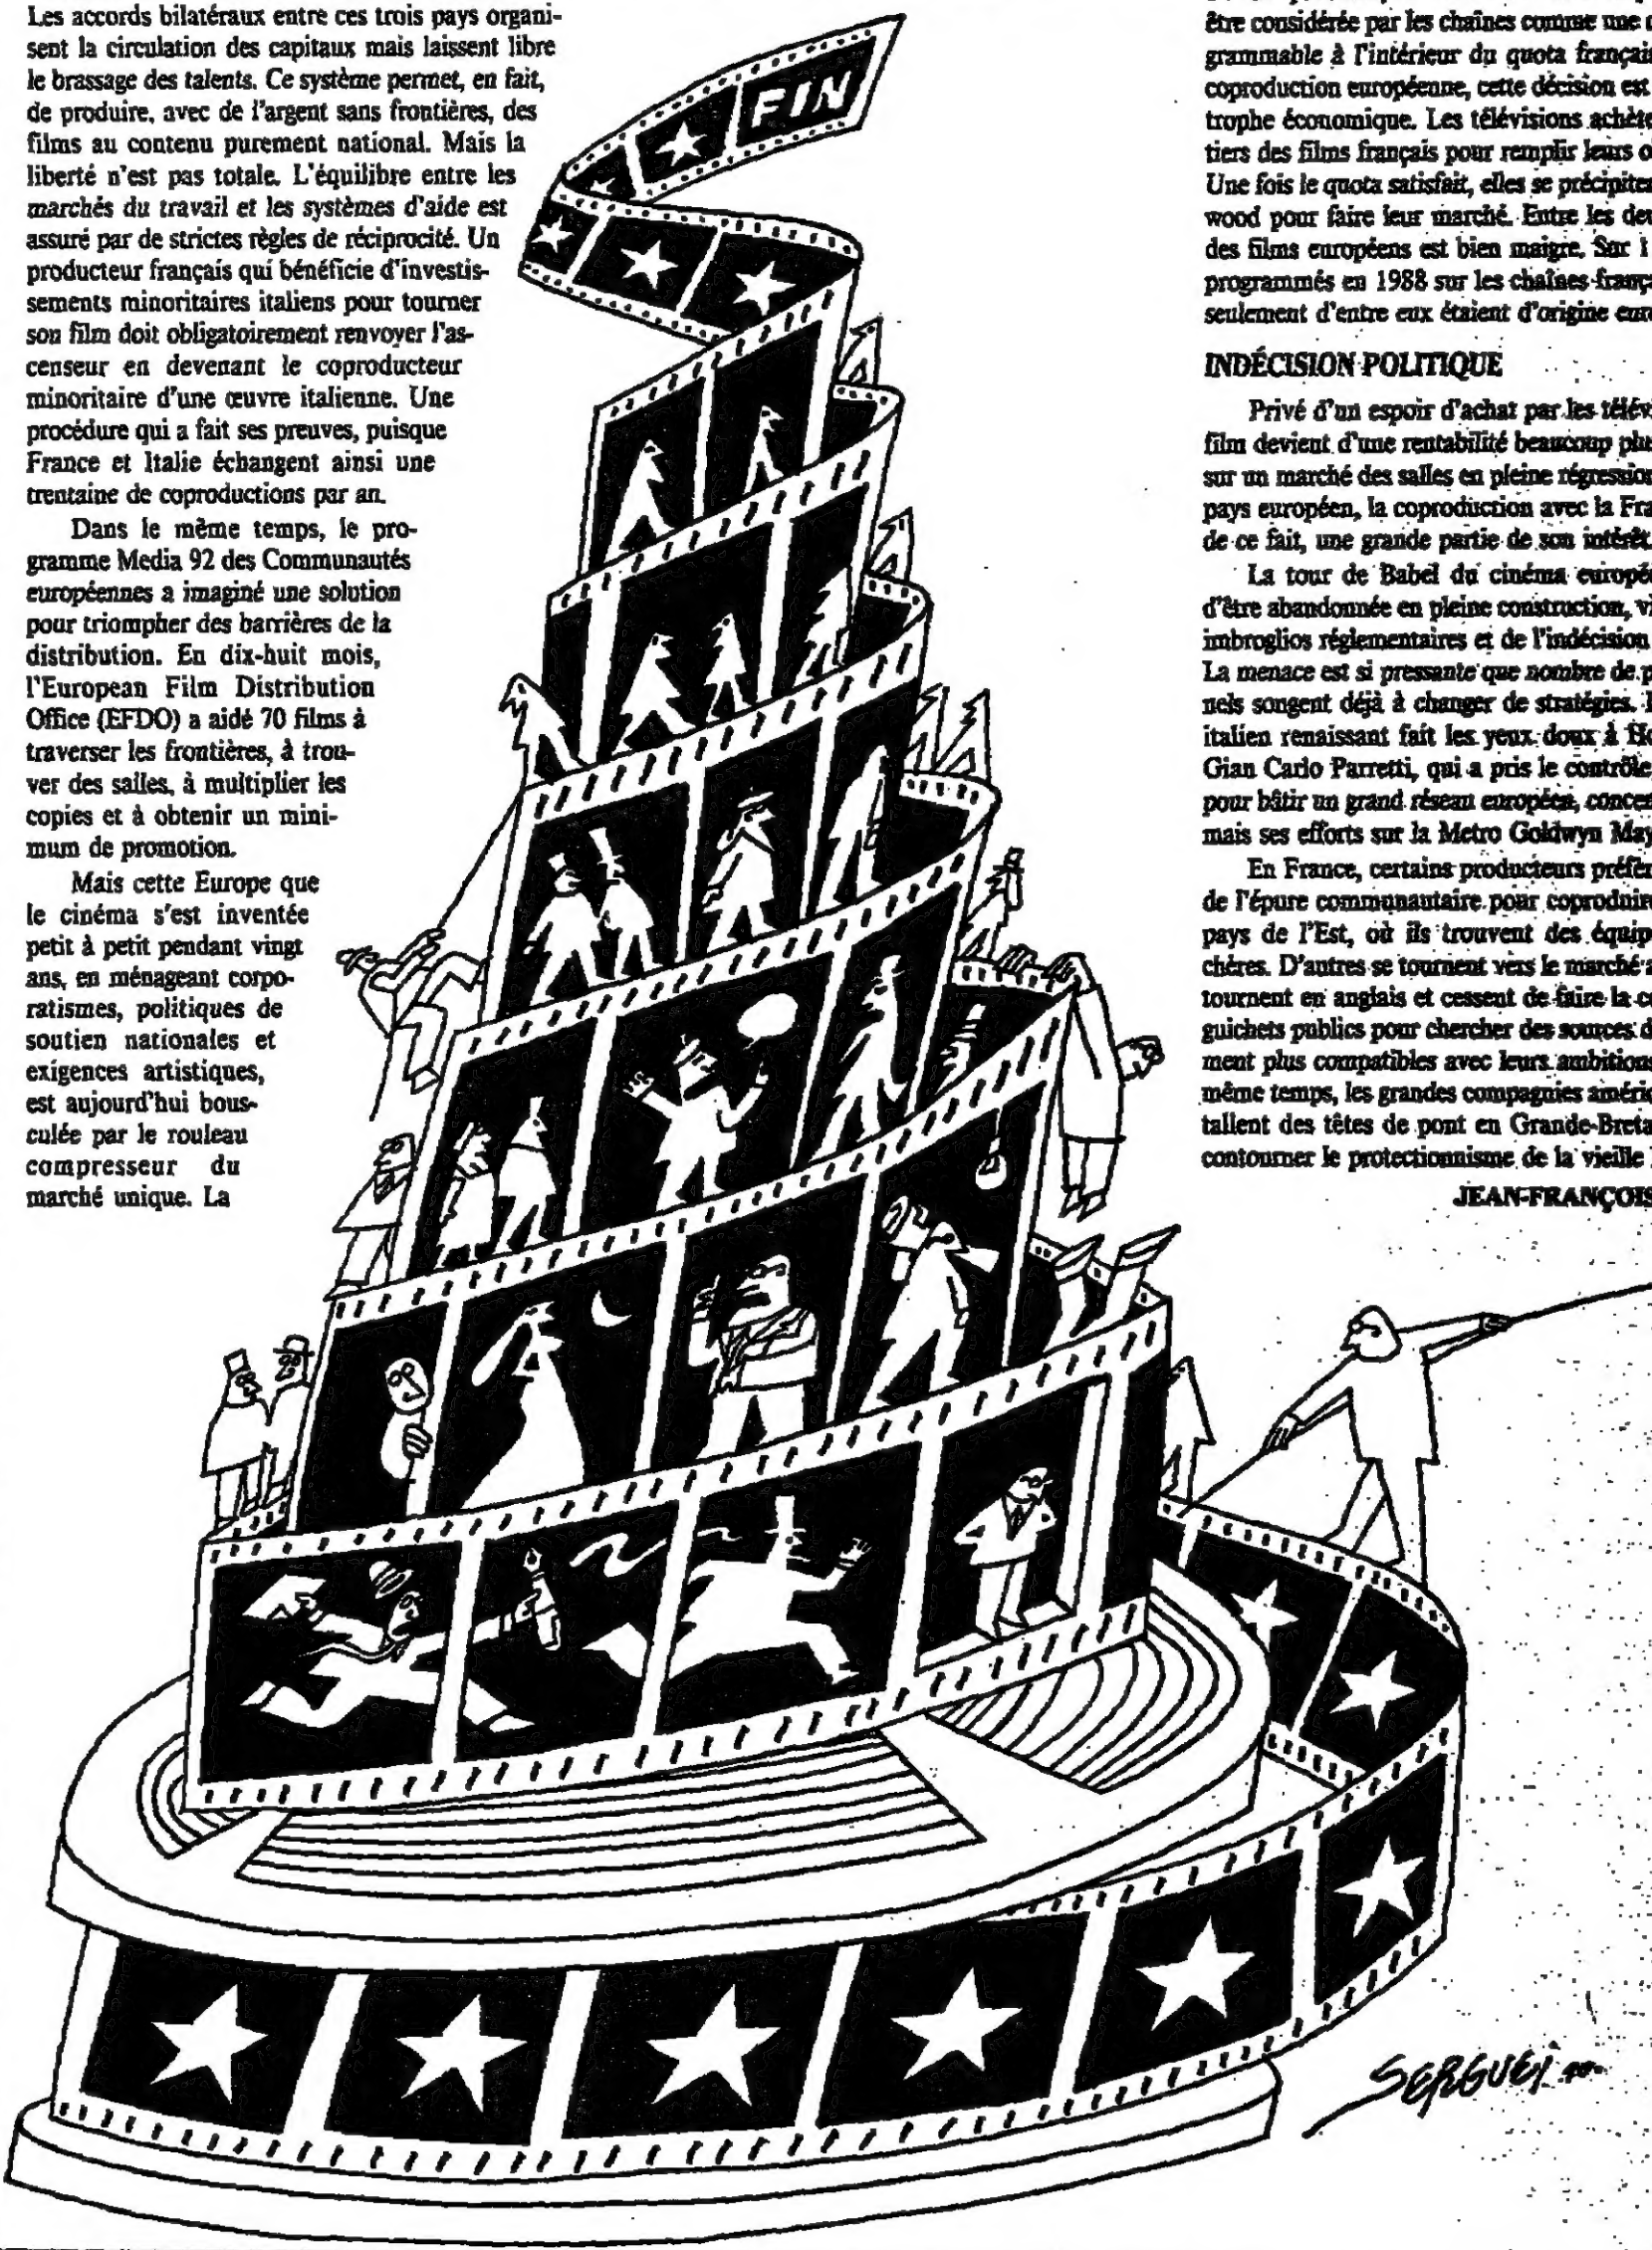 Les accords bilatéraux entre ces trois pays organi-
sent la circulation des capitaux mais laissent libre
le brassage des talents. Ce système permet, en fait,
de produire, avec de l'argent sans frontières, des
films au contenu purement national. Mais la
liberté n'est pas totale. L'équilibre entre les
marchés du travail et les systèmes d'aide est
assuré par de strictes règles de réciprocité. Un
producteur français qui bénéficie d'investis-
sements minoritaires italiens pour tourner
son film doit obligatoirement renvoyer l'as-
censeur en devenant le coproducteur
minoritaire d'une œuvre italienne. Une
procédure qui a fait ses preuves, puisque
France et Italie échangent ainsi une
trentaine de coproductions par an.
Dans le même temps, le pro-
gramme Media 92 des Communautés
européennes a imaginé une solution
pour triompher des barrières de la
distribution. En dix-huit mois,
l'European Film Distribution
Office (EFDO) a aidé 70 films à
traverser les frontières, à trou-
ver des salles, à multiplier les
copies et à obtenir un mini-
mum de promotion.
Mais cette Europe que
le cinéma s'est inventée
petit à petit pendant vingt
ans, en ménageant corpo-
ratismes, politiques de
soutien nationales et
exigences artistiques,
est aujourd'hui bous-
culée par le rouleau
compresseur du
marché unique. La
FIN
être considérée par les chaînes comme une
grammable à l'intérieur du quota français
coproduction européenne, cette décision est
trophe économique. Les télévisions achète
tiers des films français pour remplir leurs
Une fois le quota satisfait, elles se précipiten
wood pour faire leur marché. Entre les deu
des films européens est bien maigre. Sur 1
programmés en 1988 sur les chaînes frança
seulement d'entre eux étaient d'origine eur
INDÉCISION POLITIQUE
Privé d'un espoir d'achat par les télév
film devient d'une rentabilité beaucoup plu
sur un marché des salles en pleine régression
pays européen, la coproduction avec la Fra
de ce fait, une grande partie de son intérêt.
La tour de Babel du cinéma europé
d'être abandonnée en pleine construction, vi
imbroglios réglementaires et de l'indécision
La menace est si pressante que nombre de p
nels songent déjà à changer de stratégies.
italien renaissant fait les yeux doux à Ho
Gian Carlo Parretti, qui a pris le contrôle
pour bâtir un grand réseau européen, concen
mais ses efforts sur la Metro Goldwyn May
En France, certains producteurs préfèr
de l'épure communautaire pour coproduire
pays de l'Est, où ils trouvent des équip
chères. D'autres se tournent vers le marché a
tournent en anglais et cessent de faire la c
guichets publics pour chercher des sources d
ment plus compatibles avec leurs ambitions
même temps, les grandes compagnies améric
tallent des têtes de pont en Grande-Breta
contourner le protectionnisme de la vieille
JEAN-FRANÇOIS
SERGUEI